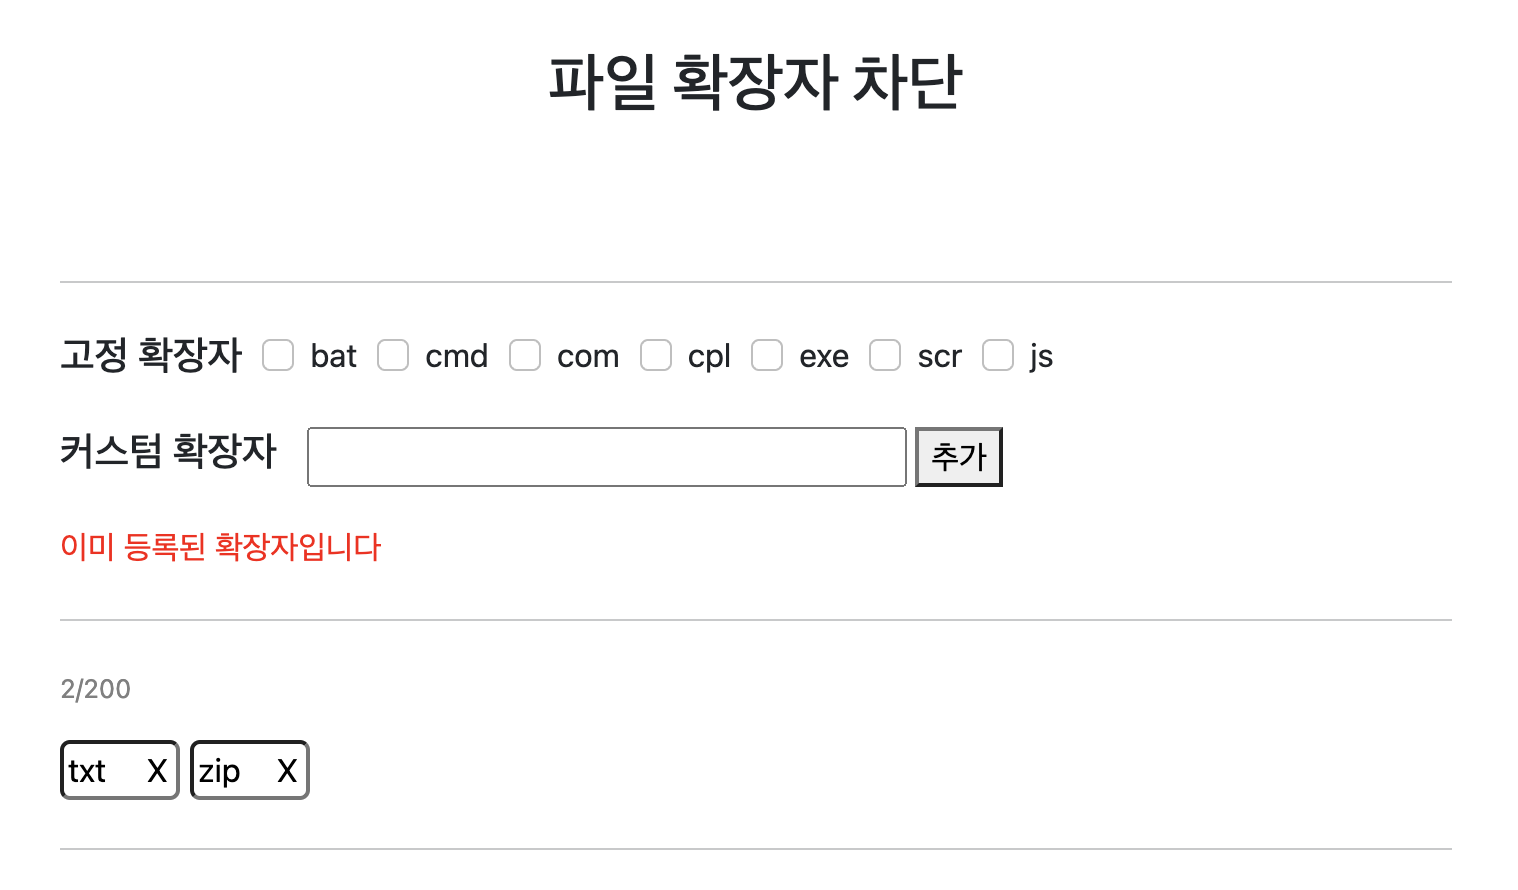 파일 확장자 차단
고정 확장자 bat cmd com cpl exe scr js
커스텀 확장자 추가
이미 등록된 확장자입니다
2/200
txt X zip X